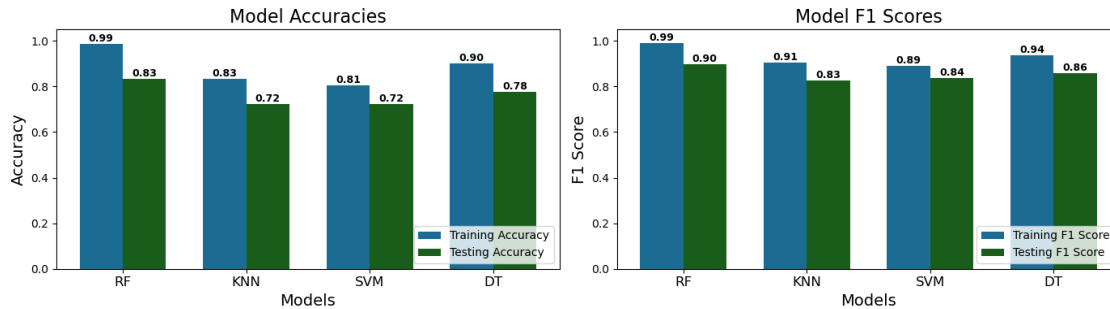 Model Accuracies
1.0
0.8
0.6
0.4
0.2
0.0
Accuracy
0.99
0.83
0.83
0.72
0.81
0.72
0.90
0.78
Training Accuracy
Testing Accuracy
RF KNN SVM DT
Models
Model F1 Scores
1.0
0.8
0.6
0.4
0.2
0.0
F1 Score
0.99
0.90
0.91
0.83
0.89
0.84
0.94
0.86
Training F1 Score
Testing F1 Score
RF KNN SVM DT
Models